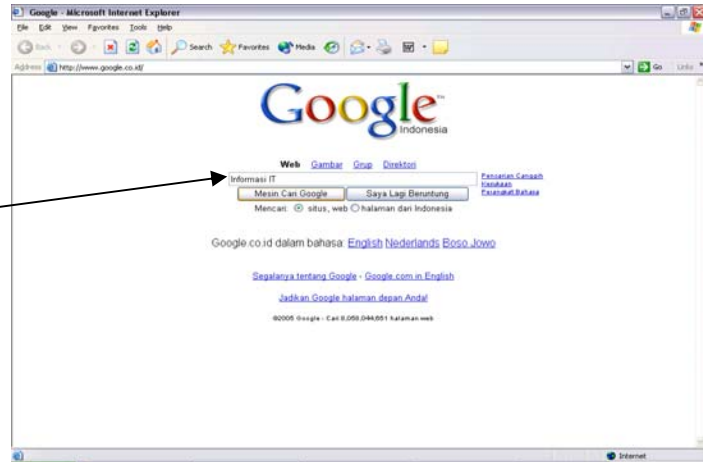 Google - Microsoft Internet Explorer
File Edit View Favorites Tools Help
Back Search Favorites Media
Address http://www.google.co.id/ Go Links
Google™
Indonesia
Web Gambar Grup Direktori
Informasi IT
Pencarian Canggih
Mesin Cari Google Saya Lagi Beruntung
Perangkat Bahasa
Mencari: situs, web halaman dari Indonesia
Google.co.id dalam bahasa: English Nederlands Boso Jowo
Segalanya tentang Google - Google.com in English
Jadikan Google halaman depan Anda!
©2005 Google - Cari 8,058,044,651 halaman web
Internet